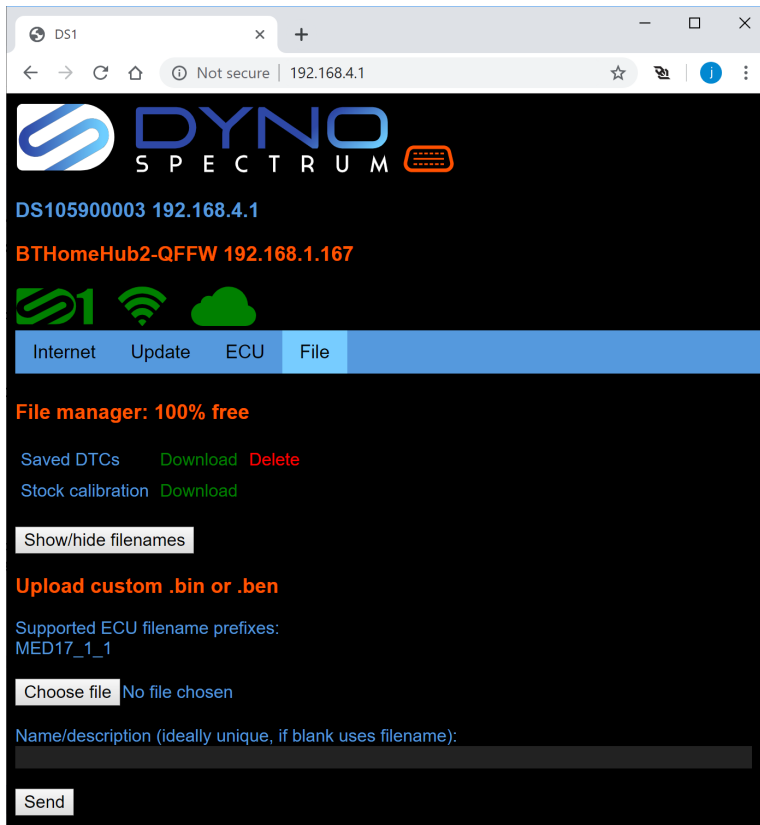 DS1
Not secure 192.168.4.1
j
DYNO
SPECTRUM
DS105900003 192.168.4.1
BTHomeHub2-QFFW 192.168.1.167
1
Internet Update ECU File
File manager: 100% free
Saved DTCs Download Delete
Stock calibration Download
Show/hide filenames
Upload custom .bin or .ben
Supported ECU filename prefixes:
MED17_1_1
Choose file No file chosen
Name/description (ideally unique, if blank uses filename):
Send